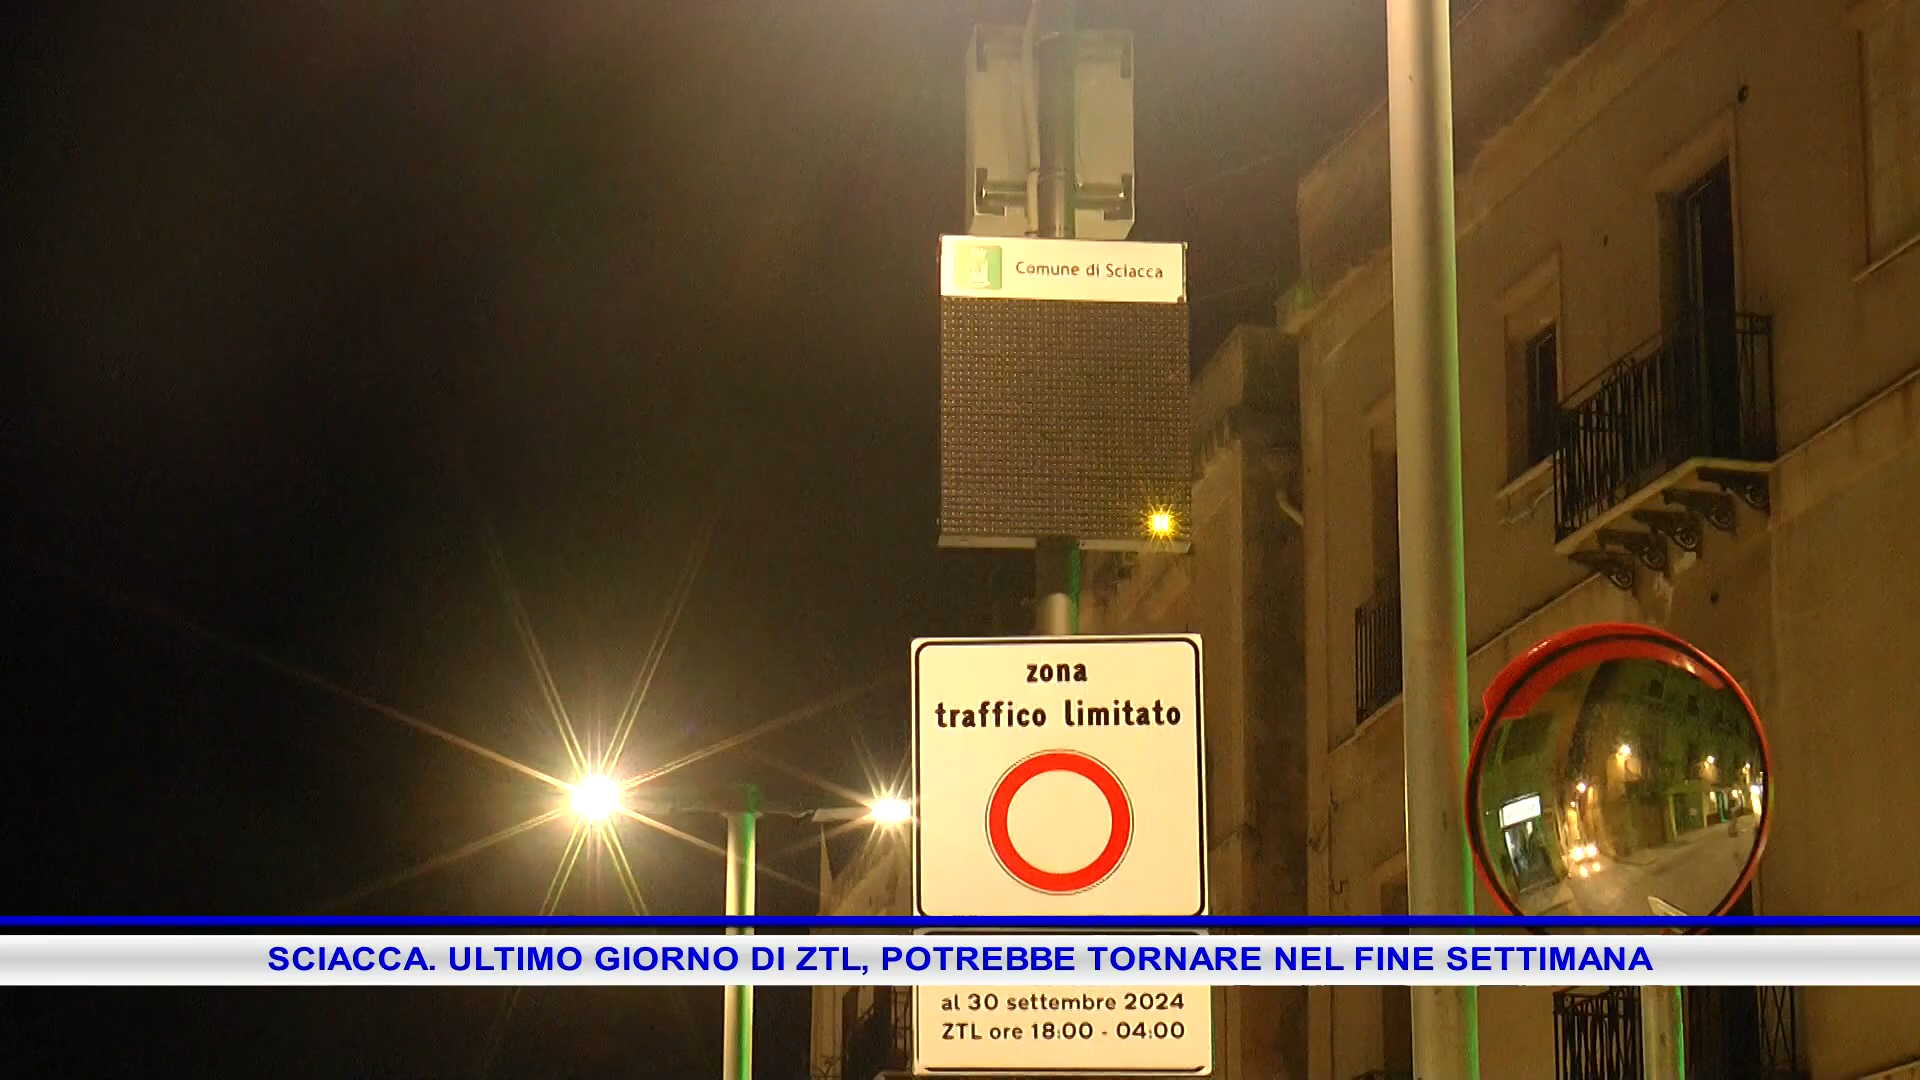 Comune di Sciacca
zona
traffico limitato
SCIACCA. ULTIMO GIORNO DI ZTL, POTREBBE TORNARE NEL FINE SETTIMANA
al 30 settembre 2024
ZTL ore 18:00 - 04:00